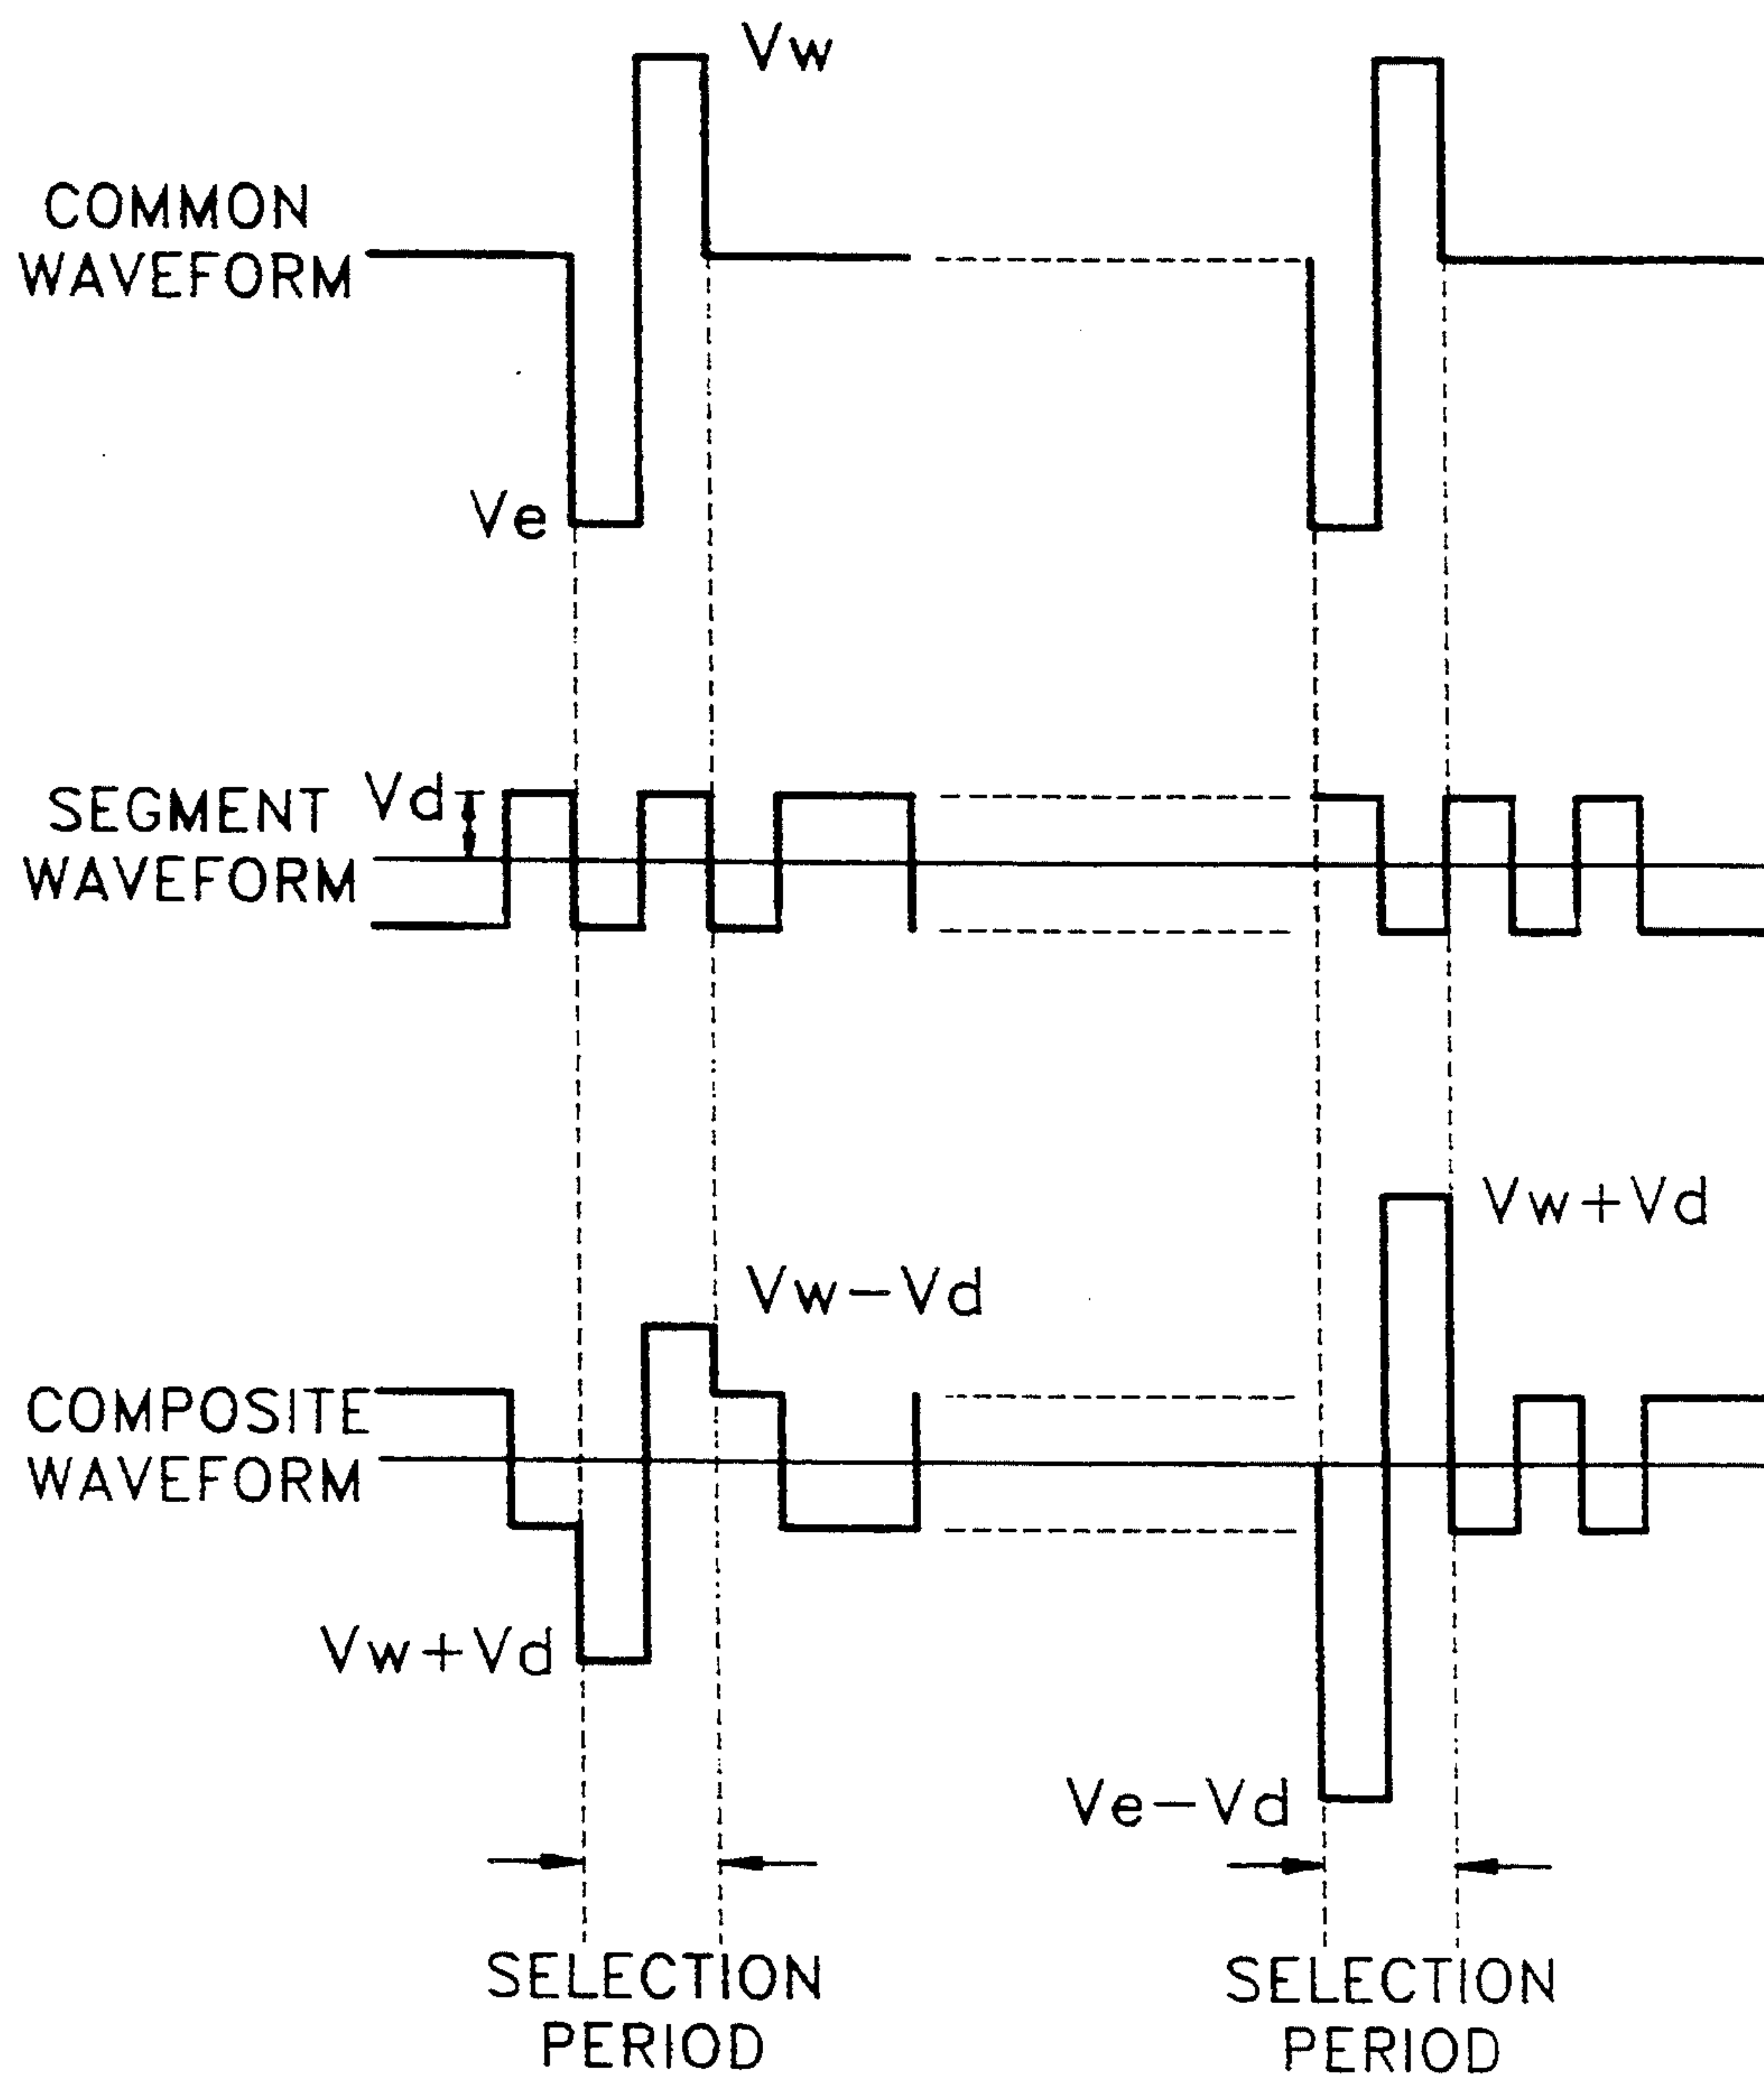 Vw
COMMON
WAVEFORM
Ve
Vd
SEGMENT
WAVEFORM
Vw+Vd
Vw-Vd
COMPOSITE
WAVEFORM
Vw+Vd
Ve-Vd
SELECTION
PERIOD
SELECTION
PERIOD